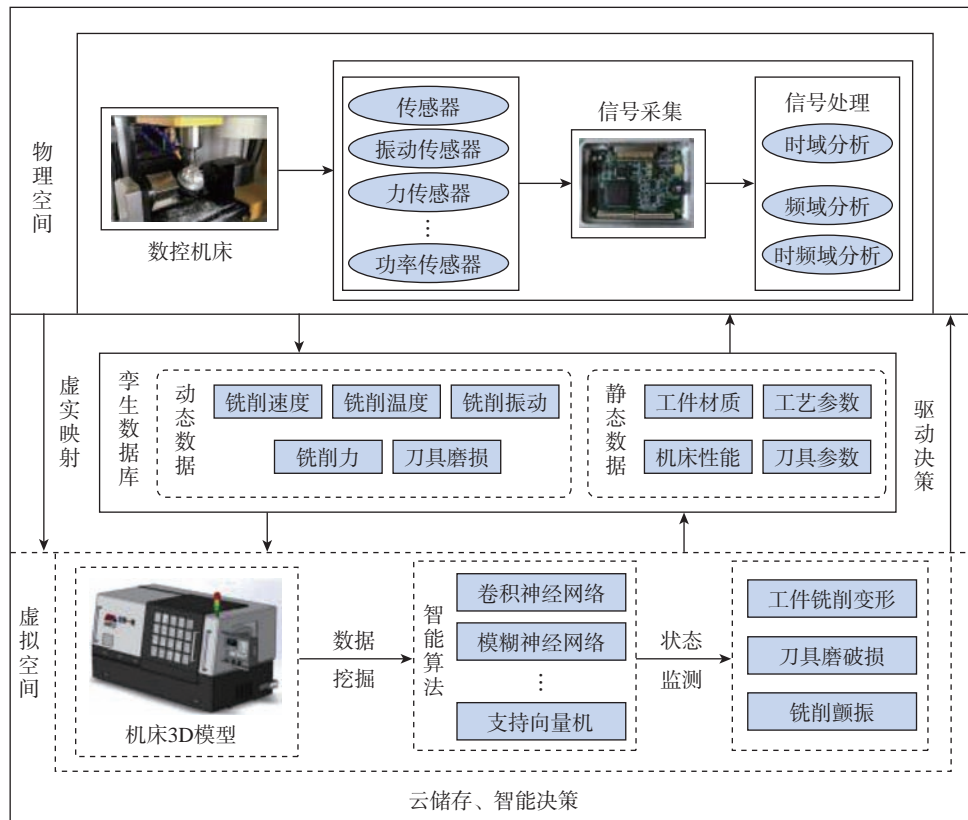 物理空间
数控机床
传感器
振动传感器
力传感器
⋮
功率传感器
信号采集
信号处理
时域分析
频域分析
时频域分析
虚实映射
孪生数据库
动态数据
铣削速度
铣削温度
铣削振动
铣削力
刀具磨损
静态数据
工件材质
工艺参数
机床性能
刀具参数
驱动决策
虚拟空间
机床3D模型
数据
挖掘
智能算法
卷积神经网络
模糊神经网络
⋮
支持向量机
状态
监测
工件铣削变形
刀具磨破损
铣削颤振
云储存、智能决策